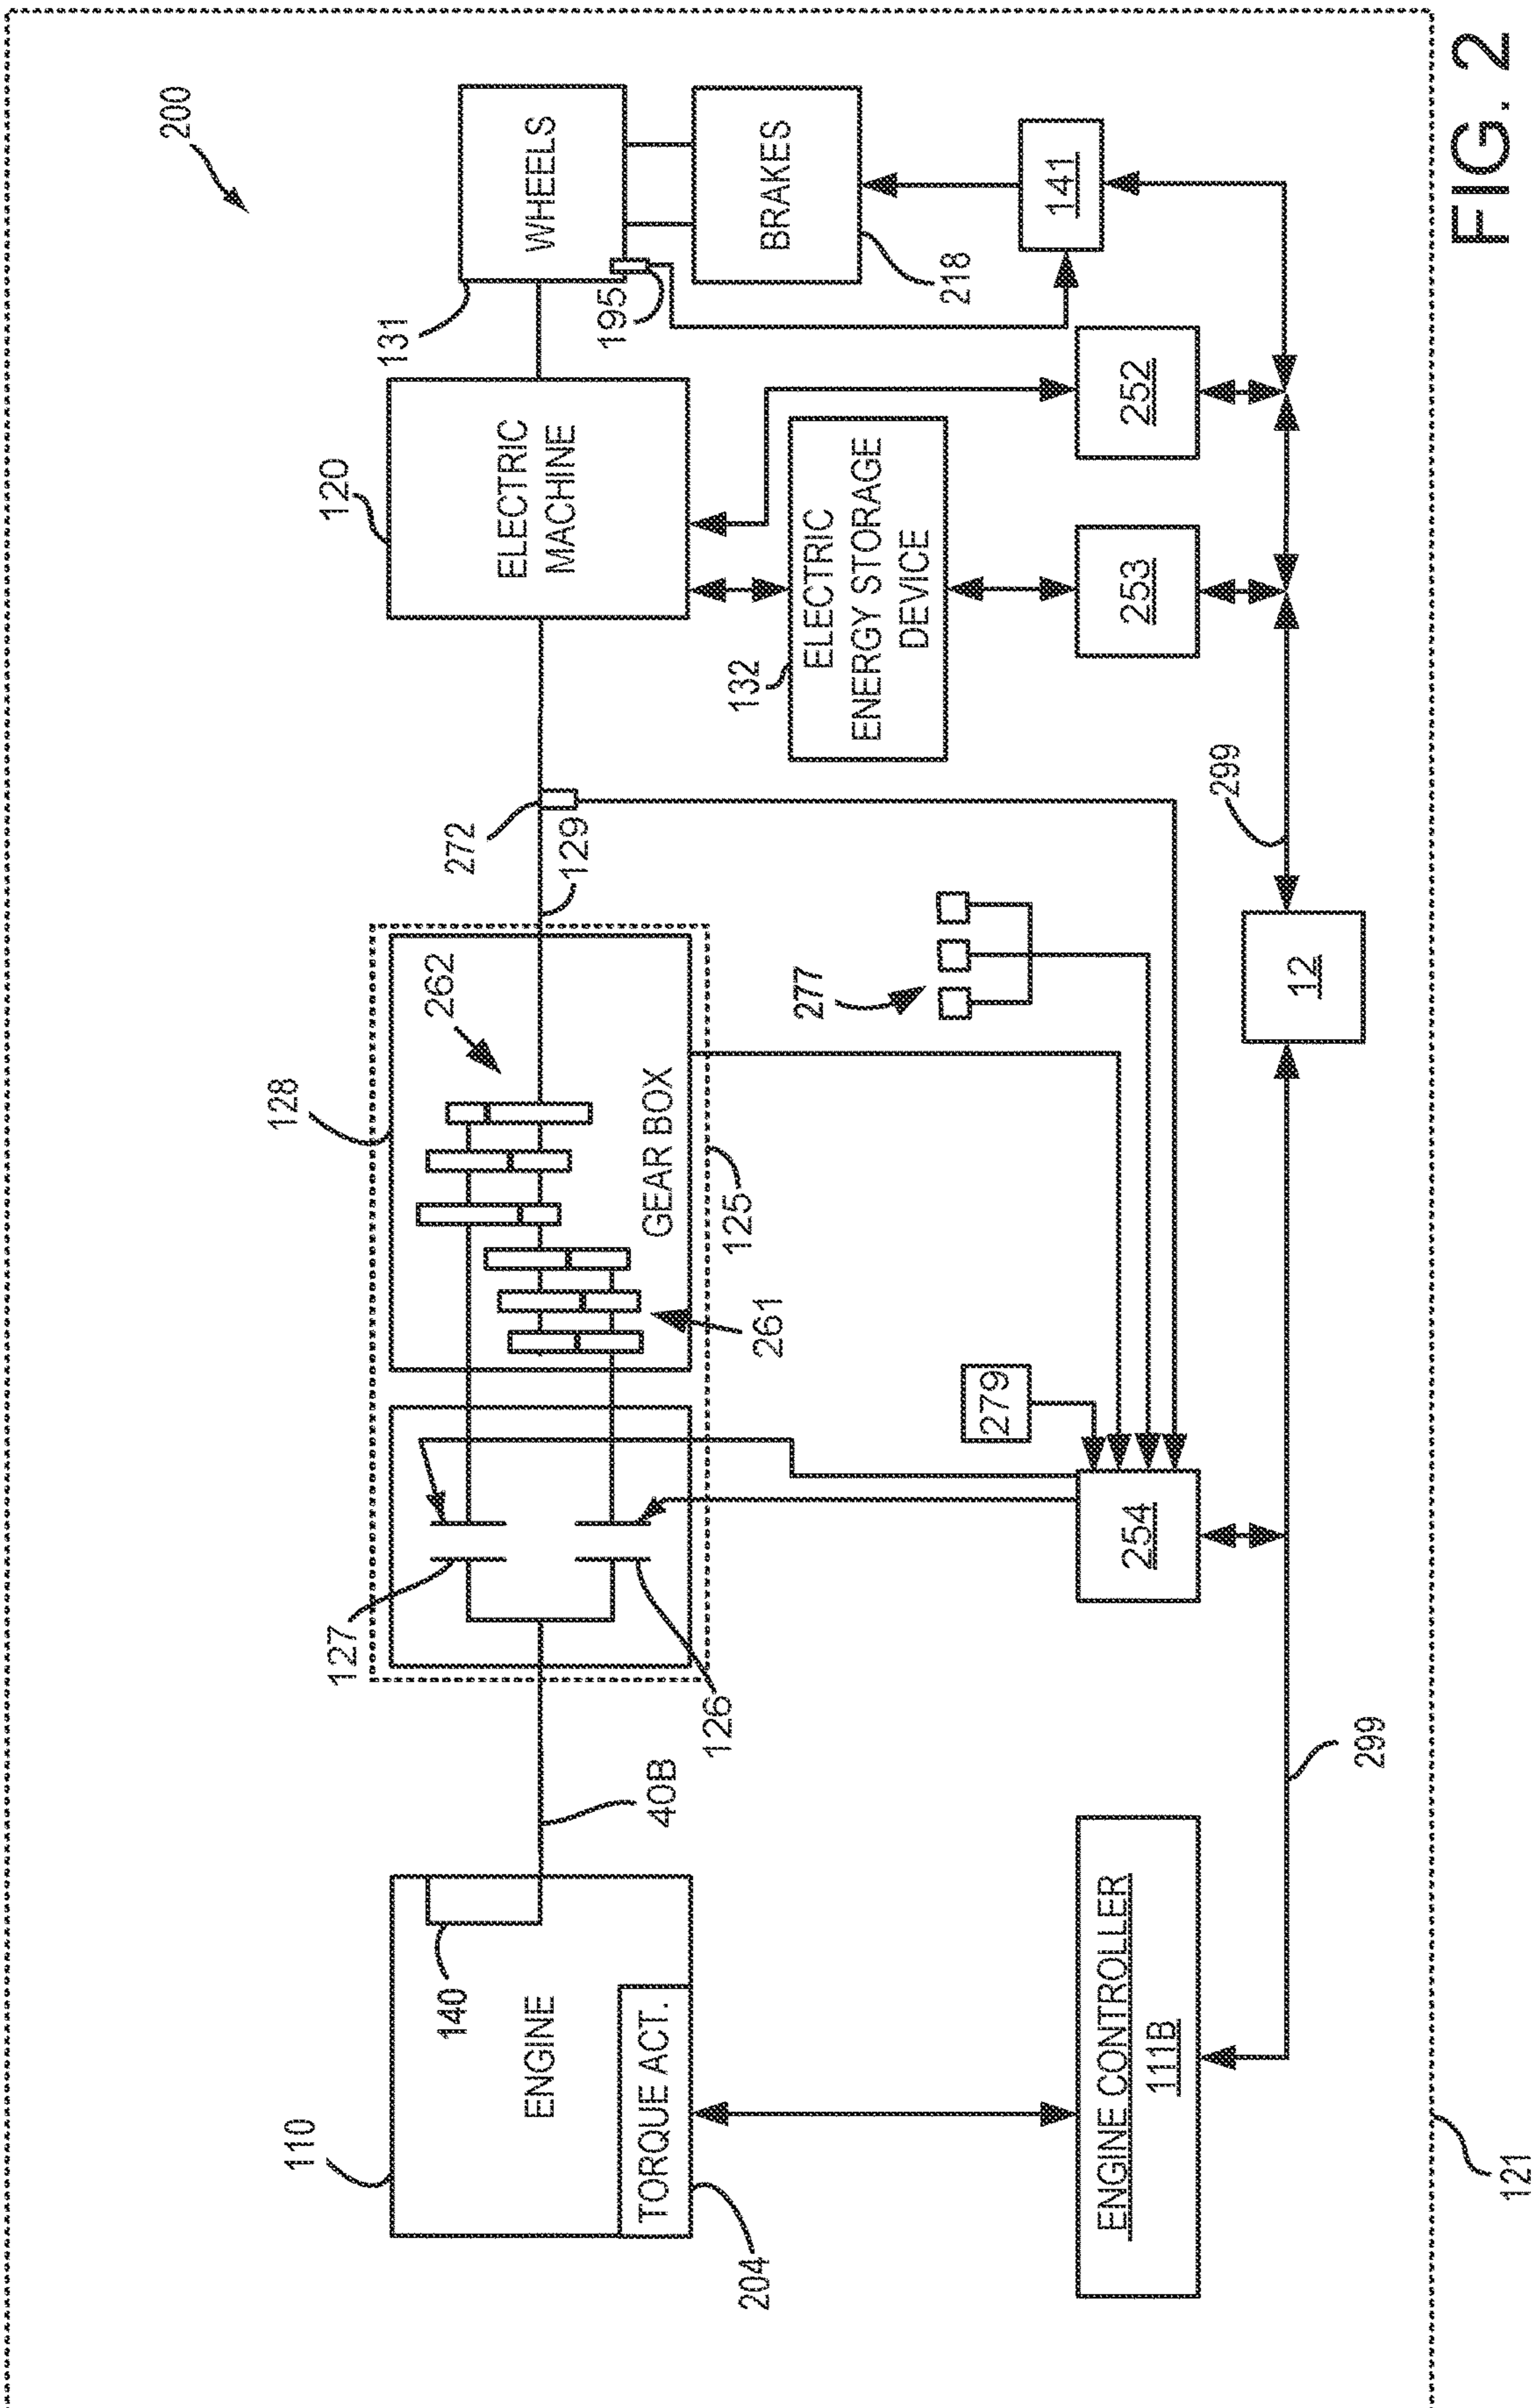 200
131
WHEELS
195
BRAKES
218
141
120
ELECTRIC
MACHINE
132
ELECTRIC
ENERGY STORAGE
DEVICE
252
253
272
129
299
128
262
GEAR BOX
125
261
277
12
279
254
127
126
40B
299
110
140
ENGINE
TORQUE ACT.
204
ENGINE CONTROLLER
111B
121
FIG. 2